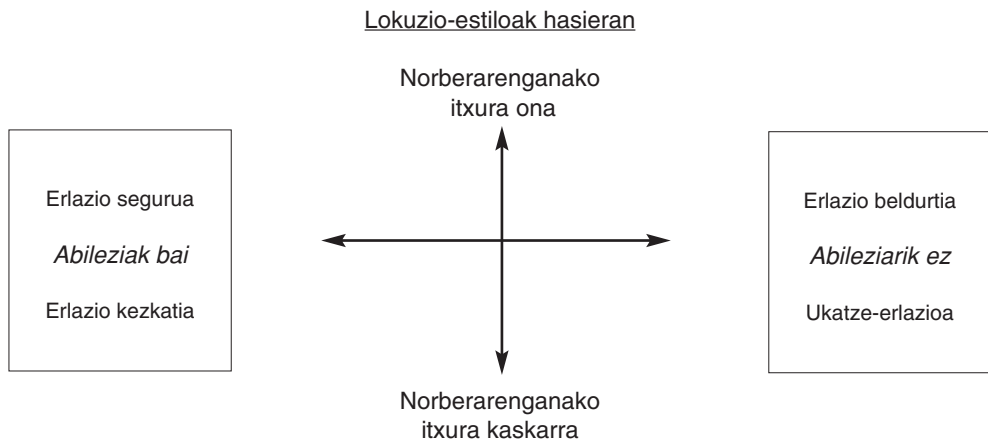 Lokuzio-estiloak hasieran
Norberarenganako
itxura ona
Erlazio segurua
Abileziak bai
Erlazio kezkatia
Erlazio beldurtia
Abileziarik ez
Ukatze-erlazioa
Norberarenganako
itxura kaskarra